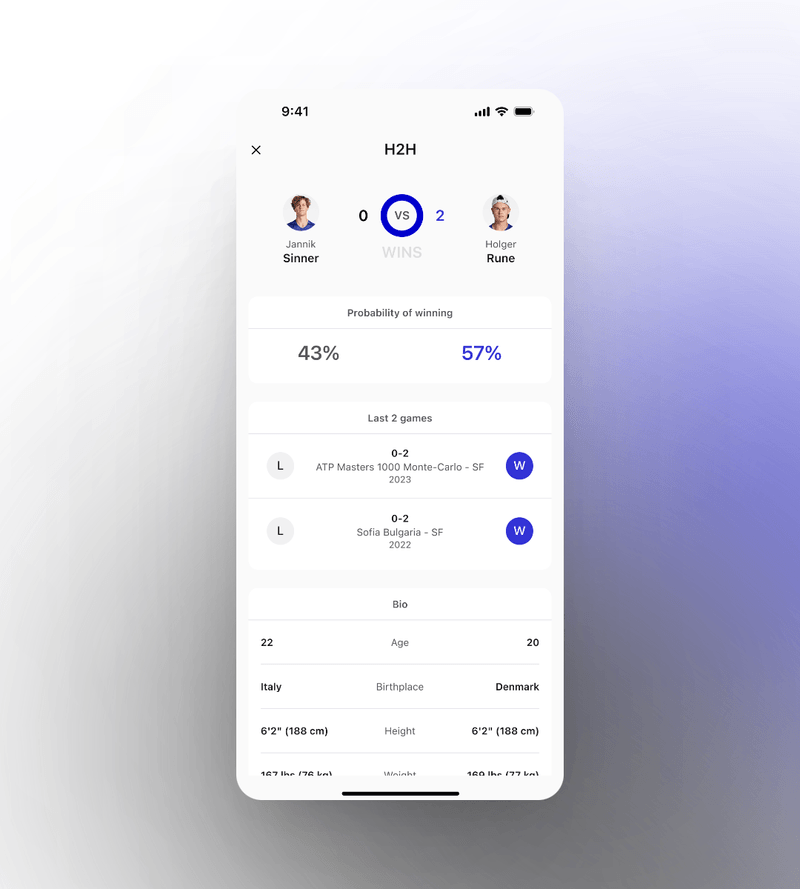 9:41
H2H
0 VS 2
WINS
Jannik
Sinner
Holger
Rune
Probability of winning
43% 57%
Last 2 games
0-2
L ATP Masters 1000 Monte-Carlo - SF W
2023
0-2
L Sofia Bulgaria - SF W
2022
Bio
22 Age 20
Italy Birthplace Denmark
6'2" (188 cm) Height 6'2" (188 cm)
167 lbs (76 kg) Weight 169 lbs (77 kg)